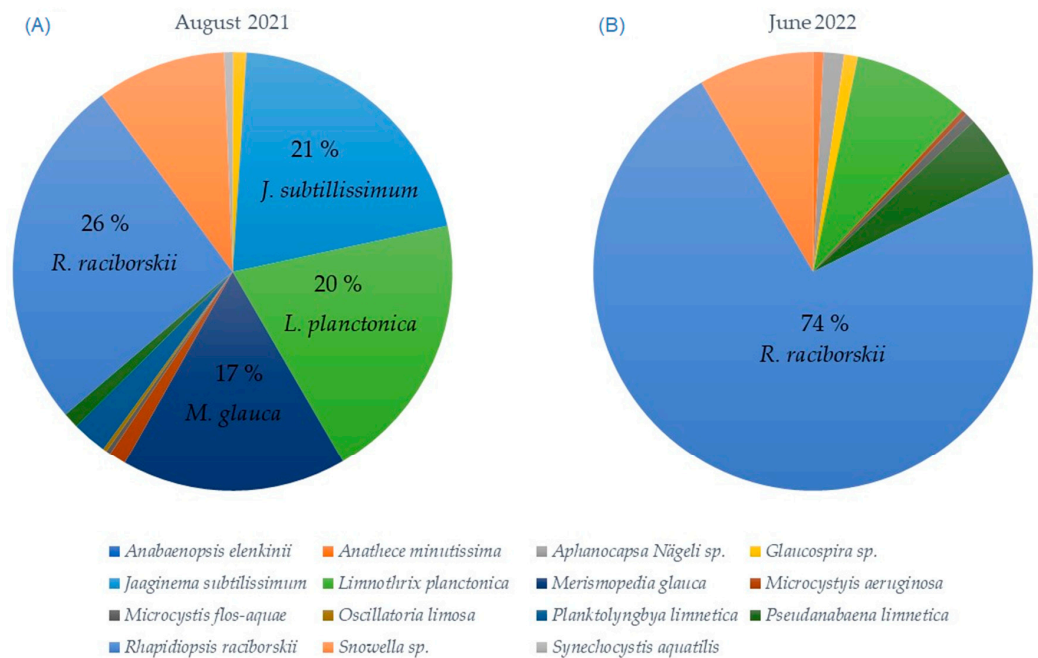 (A)
August 2021
(B)
June 2022
21 %
J. subtillissimum
26 %
R. raciborskii
20 %
L. planctonica
17 %
M. glauca
74 %
R. raciborskii
Anabaenopsis elenkinii Anathece minutissima Aphanocapsa Nägeli sp. Glaucospira sp.
Jaaginema subtilissimum Limnothrix planctonica Merismopedia glauca Microcystyis aeruginosa
Microcystis flos-aquae Oscillatoria limosa Planktolyngbya limnetica Pseudanabaena limnetica
Rhapidiopsis raciborskii Snowella sp. Synechocystis aquatilis